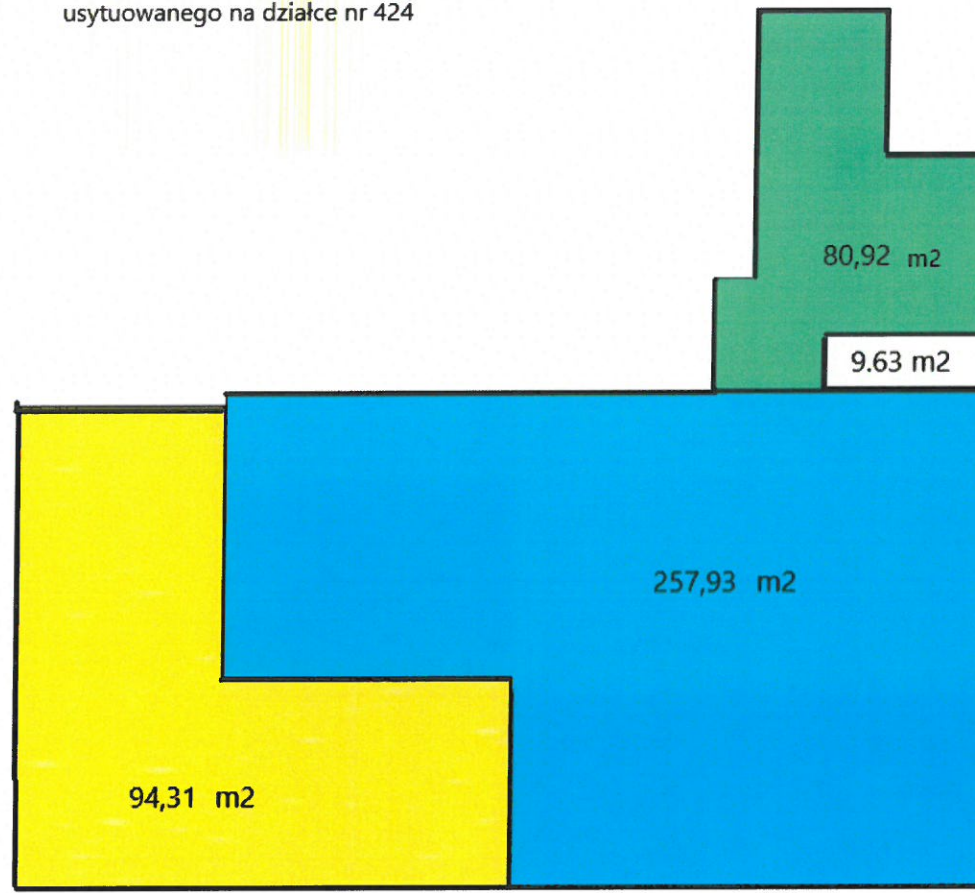 usytuowanego na działce nr 424
80,92 m2
9.63 m2
257,93 m2
94,31 m2